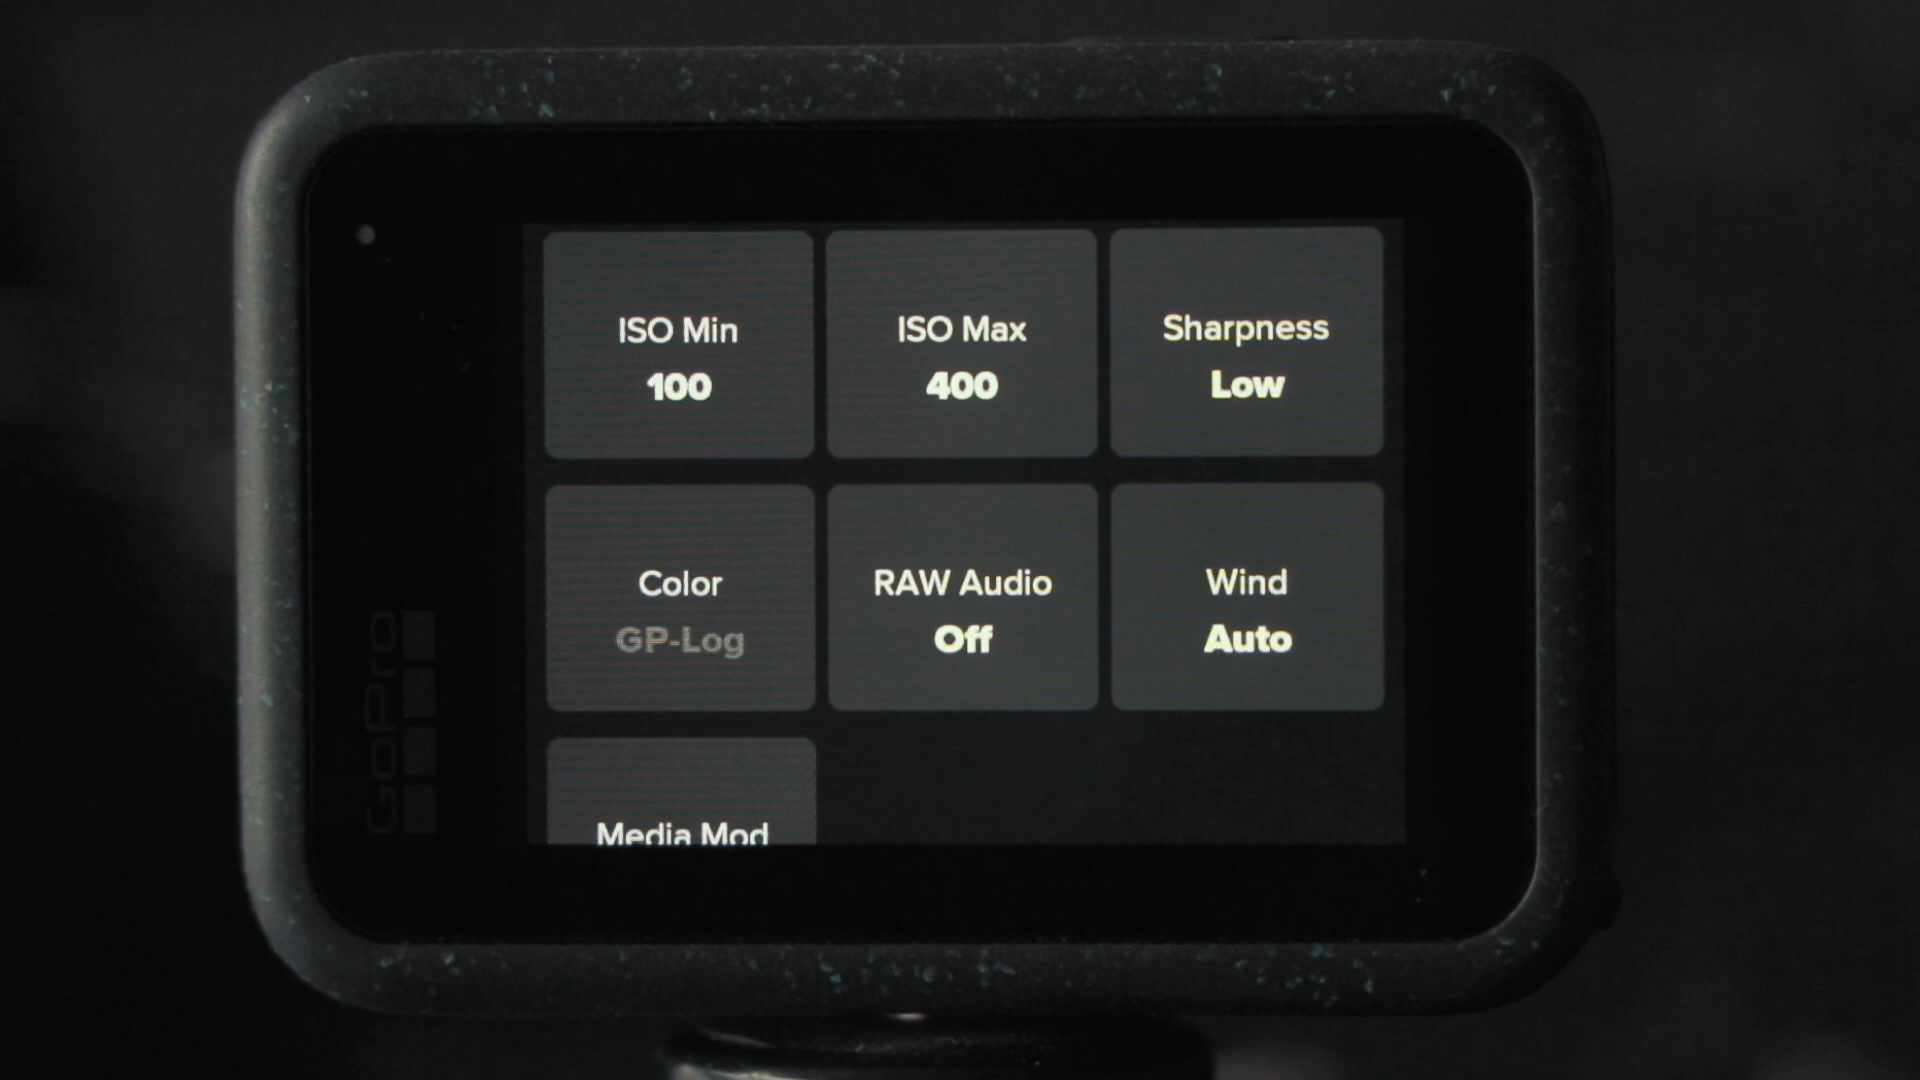 ISO Min
100
ISO Max
400
Sharpness
Low
Color
GP-Log
RAW Audio
Off
Wind
Auto
Media Mod
GoPro